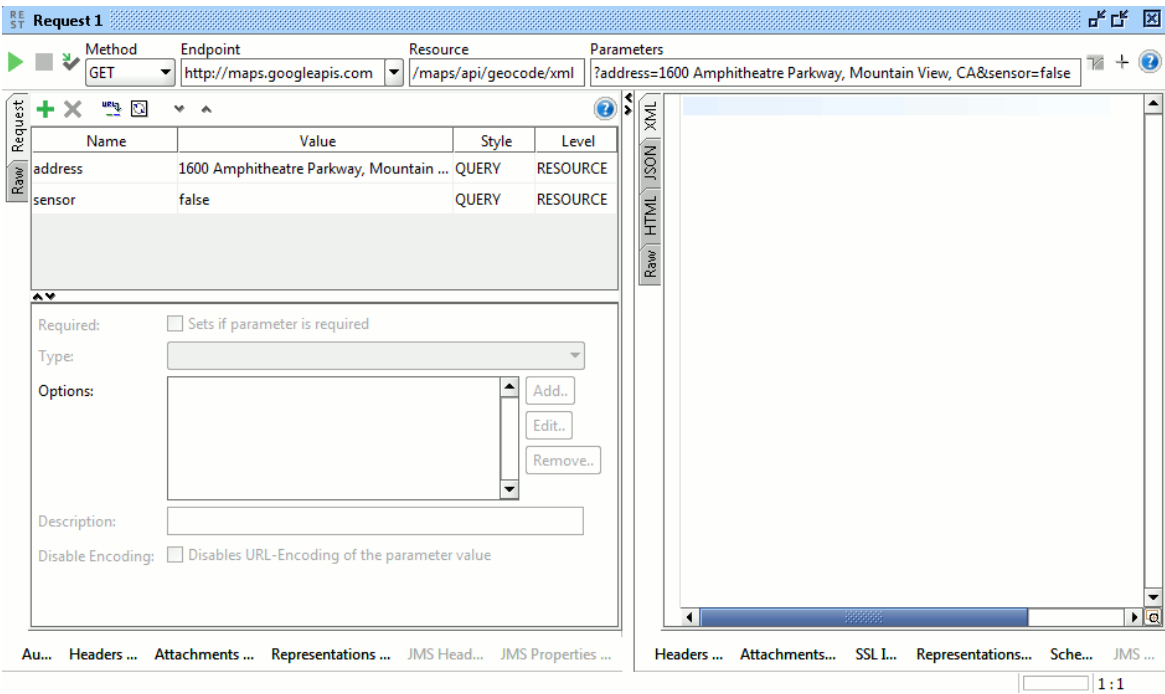 RE
ST Request 1
Method Endpoint Resource Parameters
GET http://maps.googleapis.com /maps/api/geocode/xml ?address=1600 Amphitheatre Parkway, Mountain View, CA&sensor=false
Request
Raw
Name Value Style Level
address 1600 Amphitheatre Parkway, Mountain ... QUERY RESOURCE
sensor false QUERY RESOURCE
Required: Sets if parameter is required
Type:
Options: Add..
Edit..
Remove..
Description:
Disable Encoding: Disables URL-Encoding of the parameter value
Au... Headers ... Attachments ... Representations ... JMS Head... JMS Properties ...
XML
JSON
HTML
Raw
Headers ... Attachments... SSL I... Representations... Sche... JMS ...
1 : 1